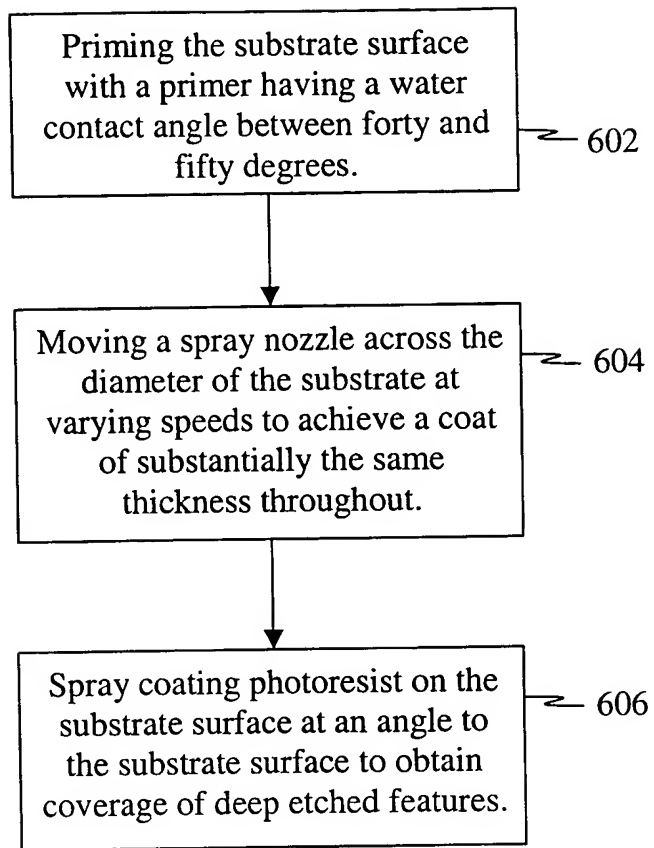 Priming the substrate surface
with a primer having a water
contact angle between forty and
fifty degrees.
602
Moving a spray nozzle across the
diameter of the substrate at
varying speeds to achieve a coat
of substantially the same
thickness throughout.
604
Spray coating photoresist on the
substrate surface at an angle to
the substrate surface to obtain
coverage of deep etched features.
606